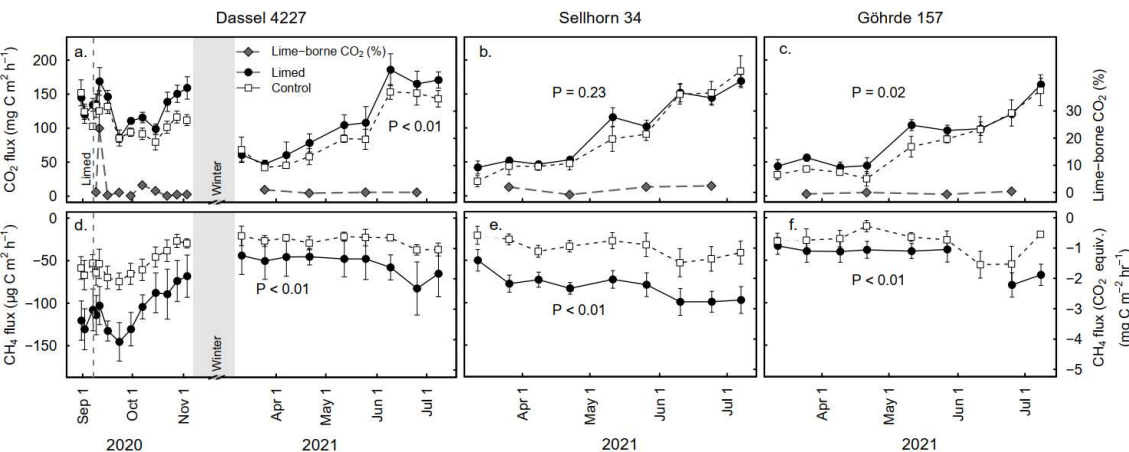 Dassel 4227 Sellhorn 34 Göhrde 157
a. b. c.
Lime−borne CO2 (%)
Limed
Control
200
150
100
50
0
CO2 flux (mg C m2 h−1)
Limed
Winter
P < 0.01
P = 0.23
P = 0.02
30
20
10
0
Lime−borne CO2 (%)
d. e. f.
0
−50
−100
−150
CH4 flux (µg C m2 h−1)
Winter
P < 0.01
P < 0.01
P < 0.01
0
−1
−2
−3
−4
−5
CH4 flux (CO2 equiv.)
(mg C m−2 hr−1)
Sep 1 Oct 1 Nov 1 Apr 1 May 1 Jun 1 Jul 1 Apr 1 May 1 Jun 1 Jul 1 Apr 1 May 1 Jun 1 Jul 1
2020 2021 2021 2021